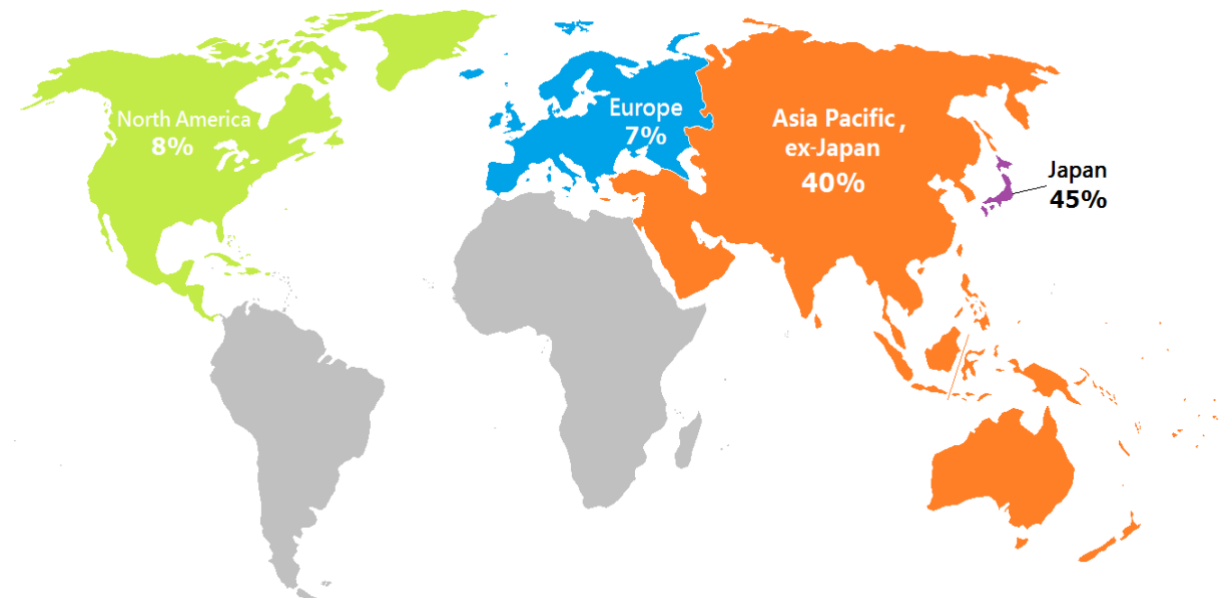 North America
8%
Europe
7%
Asia Pacific,
ex-Japan
40%
Japan
45%